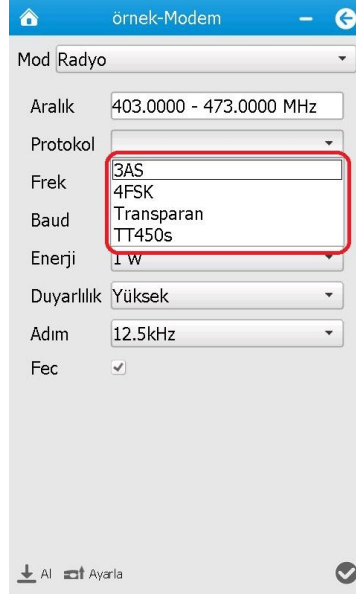 örnek-Modem
Mod Radyo
Aralık 403.0000 - 473.0000 MHz
Protokol
3AS
Frek
4FSK
Baud
Transparan
TT450s
Enerji 1 W
Duyarlılık Yüksek
Adım 12.5kHz
Fec
Al Ayarla